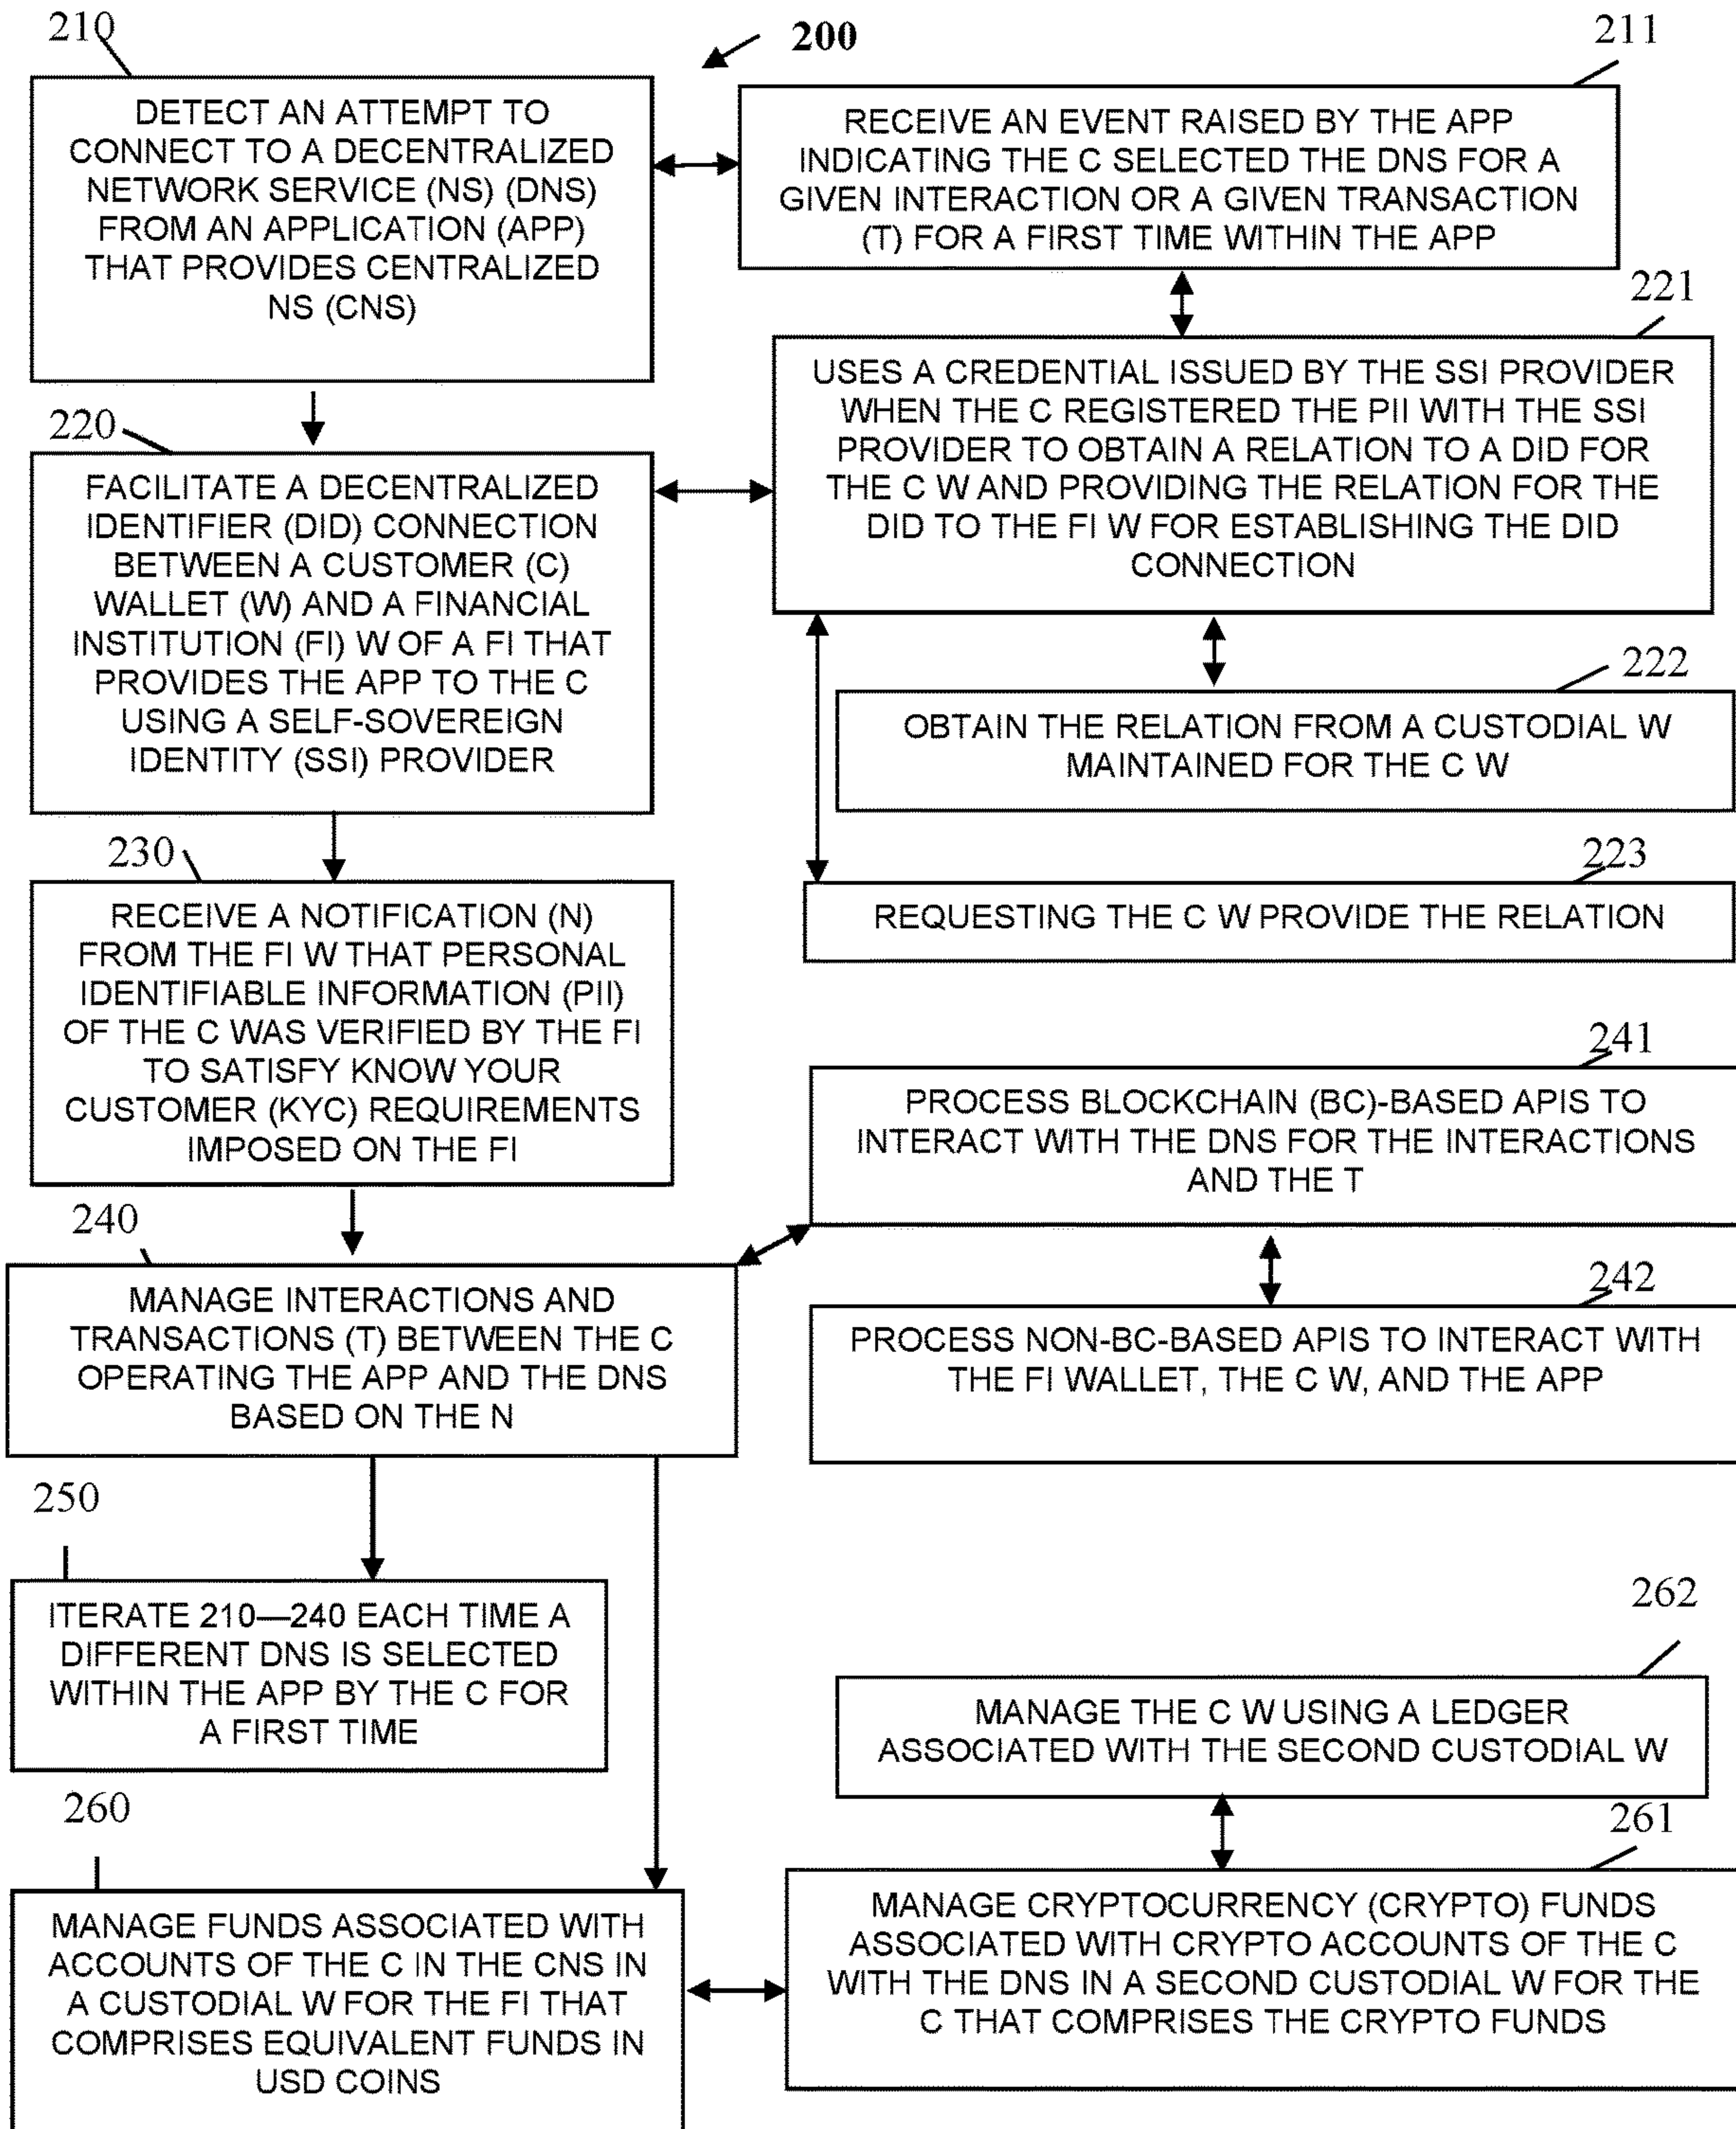 210
200
211
DETECT AN ATTEMPT TO
CONNECT TO A DECENTRALIZED
NETWORK SERVICE (NS) (DNS)
FROM AN APPLICATION (APP)
THAT PROVIDES CENTRALIZED
NS (CNS)
RECEIVE AN EVENT RAISED BY THE APP
INDICATING THE C SELECTED THE DNS FOR A
GIVEN INTERACTION OR A GIVEN TRANSACTION
(T) FOR A FIRST TIME WITHIN THE APP
221
USES A CREDENTIAL ISSUED BY THE SSI PROVIDER
WHEN THE C REGISTERED THE PII WITH THE SSI
PROVIDER TO OBTAIN A RELATION TO A DID FOR
THE C W AND PROVIDING THE RELATION FOR THE
DID TO THE FI W FOR ESTABLISHING THE DID
CONNECTION
220
FACILITATE A DECENTRALIZED
IDENTIFIER (DID) CONNECTION
BETWEEN A CUSTOMER (C)
WALLET (W) AND A FINANCIAL
INSTITUTION (FI) W OF A FI THAT
PROVIDES THE APP TO THE C
USING A SELF-SOVEREIGN
IDENTITY (SSI) PROVIDER
222
OBTAIN THE RELATION FROM A CUSTODIAL W
MAINTAINED FOR THE C W
223
REQUESTING THE C W PROVIDE THE RELATION
230
RECEIVE A NOTIFICATION (N)
FROM THE FI W THAT PERSONAL
IDENTIFIABLE INFORMATION (PII)
OF THE C WAS VERIFIED BY THE FI
TO SATISFY KNOW YOUR
CUSTOMER (KYC) REQUIREMENTS
IMPOSED ON THE FI
241
PROCESS BLOCKCHAIN (BC)-BASED APIS TO
INTERACT WITH THE DNS FOR THE INTERACTIONS
AND THE T
240
MANAGE INTERACTIONS AND
TRANSACTIONS (T) BETWEEN THE C
OPERATING THE APP AND THE DNS
BASED ON THE N
242
PROCESS NON-BC-BASED APIS TO INTERACT WITH
THE FI WALLET, THE C W, AND THE APP
250
ITERATE 210—240 EACH TIME A
DIFFERENT DNS IS SELECTED
WITHIN THE APP BY THE C FOR
A FIRST TIME
262
MANAGE THE C W USING A LEDGER
ASSOCIATED WITH THE SECOND CUSTODIAL W
260
MANAGE FUNDS ASSOCIATED WITH
ACCOUNTS OF THE C IN THE CNS IN
A CUSTODIAL W FOR THE FI THAT
COMPRISES EQUIVALENT FUNDS IN
USD COINS
261
MANAGE CRYPTOCURRENCY (CRYPTO) FUNDS
ASSOCIATED WITH CRYPTO ACCOUNTS OF THE C
WITH THE DNS IN A SECOND CUSTODIAL W FOR THE
C THAT COMPRISES THE CRYPTO FUNDS